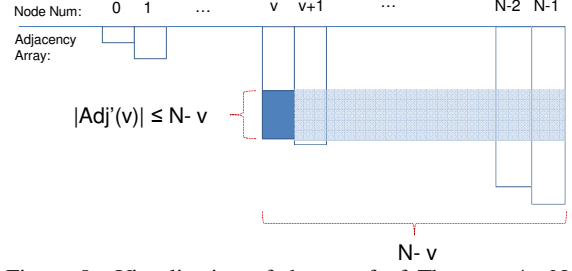 Node Num: 0 1 ... v v+1 ... N-2 N-1
Adjacency
Array:
|Adj'(v)| ≤ N- v
N- v